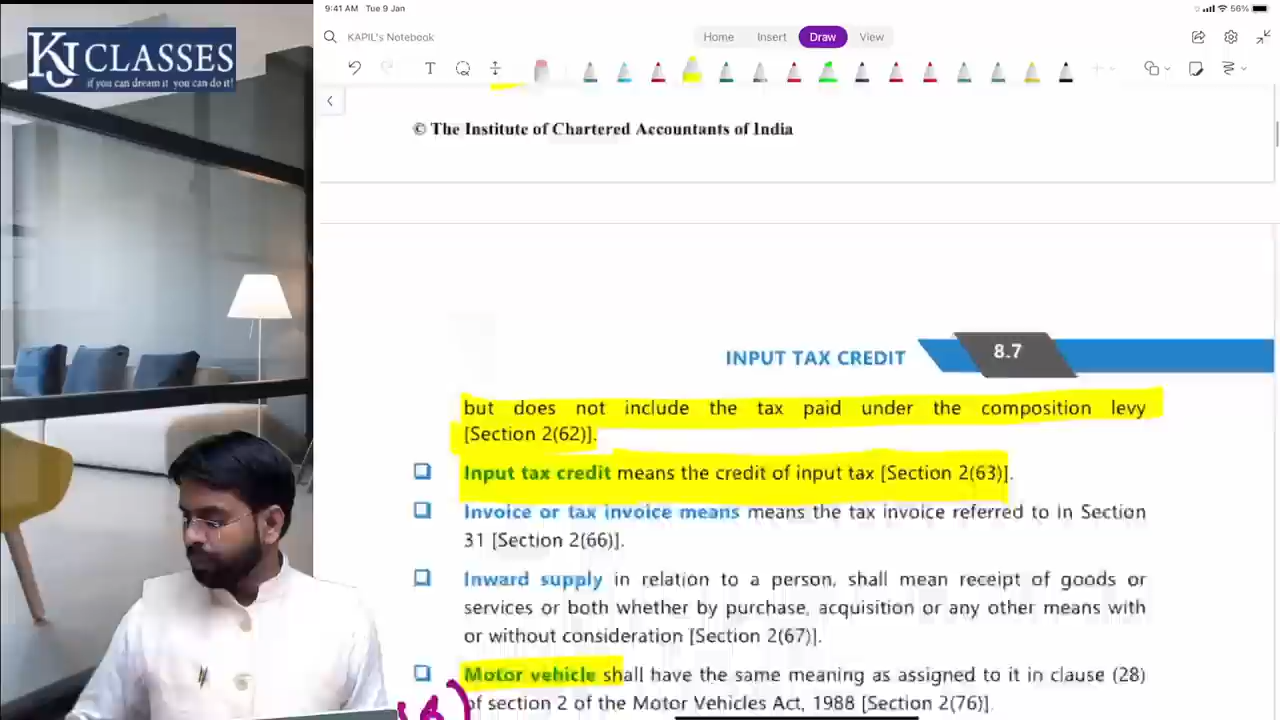 KJ CLASSES
if you can dream it you can do it!
9:41 AM Tue 9 Jan
56%
KAPIL's Notebook
Home Insert Draw View
© The Institute of Chartered Accountants of India
INPUT TAX CREDIT 8.7
but does not include the tax paid under the composition levy
[Section 2(62)].
Input tax credit means the credit of input tax [Section 2(63)].
Invoice or tax invoice means means the tax invoice referred to in Section
31 [Section 2(66)].
Inward supply in relation to a person, shall mean receipt of goods or
services or both whether by purchase, acquisition or any other means with
or without consideration [Section 2(67)].
Motor vehicle shall have the same meaning as assigned to it in clause (28)
of section 2 of the Motor Vehicles Act, 1988 [Section 2(76)].